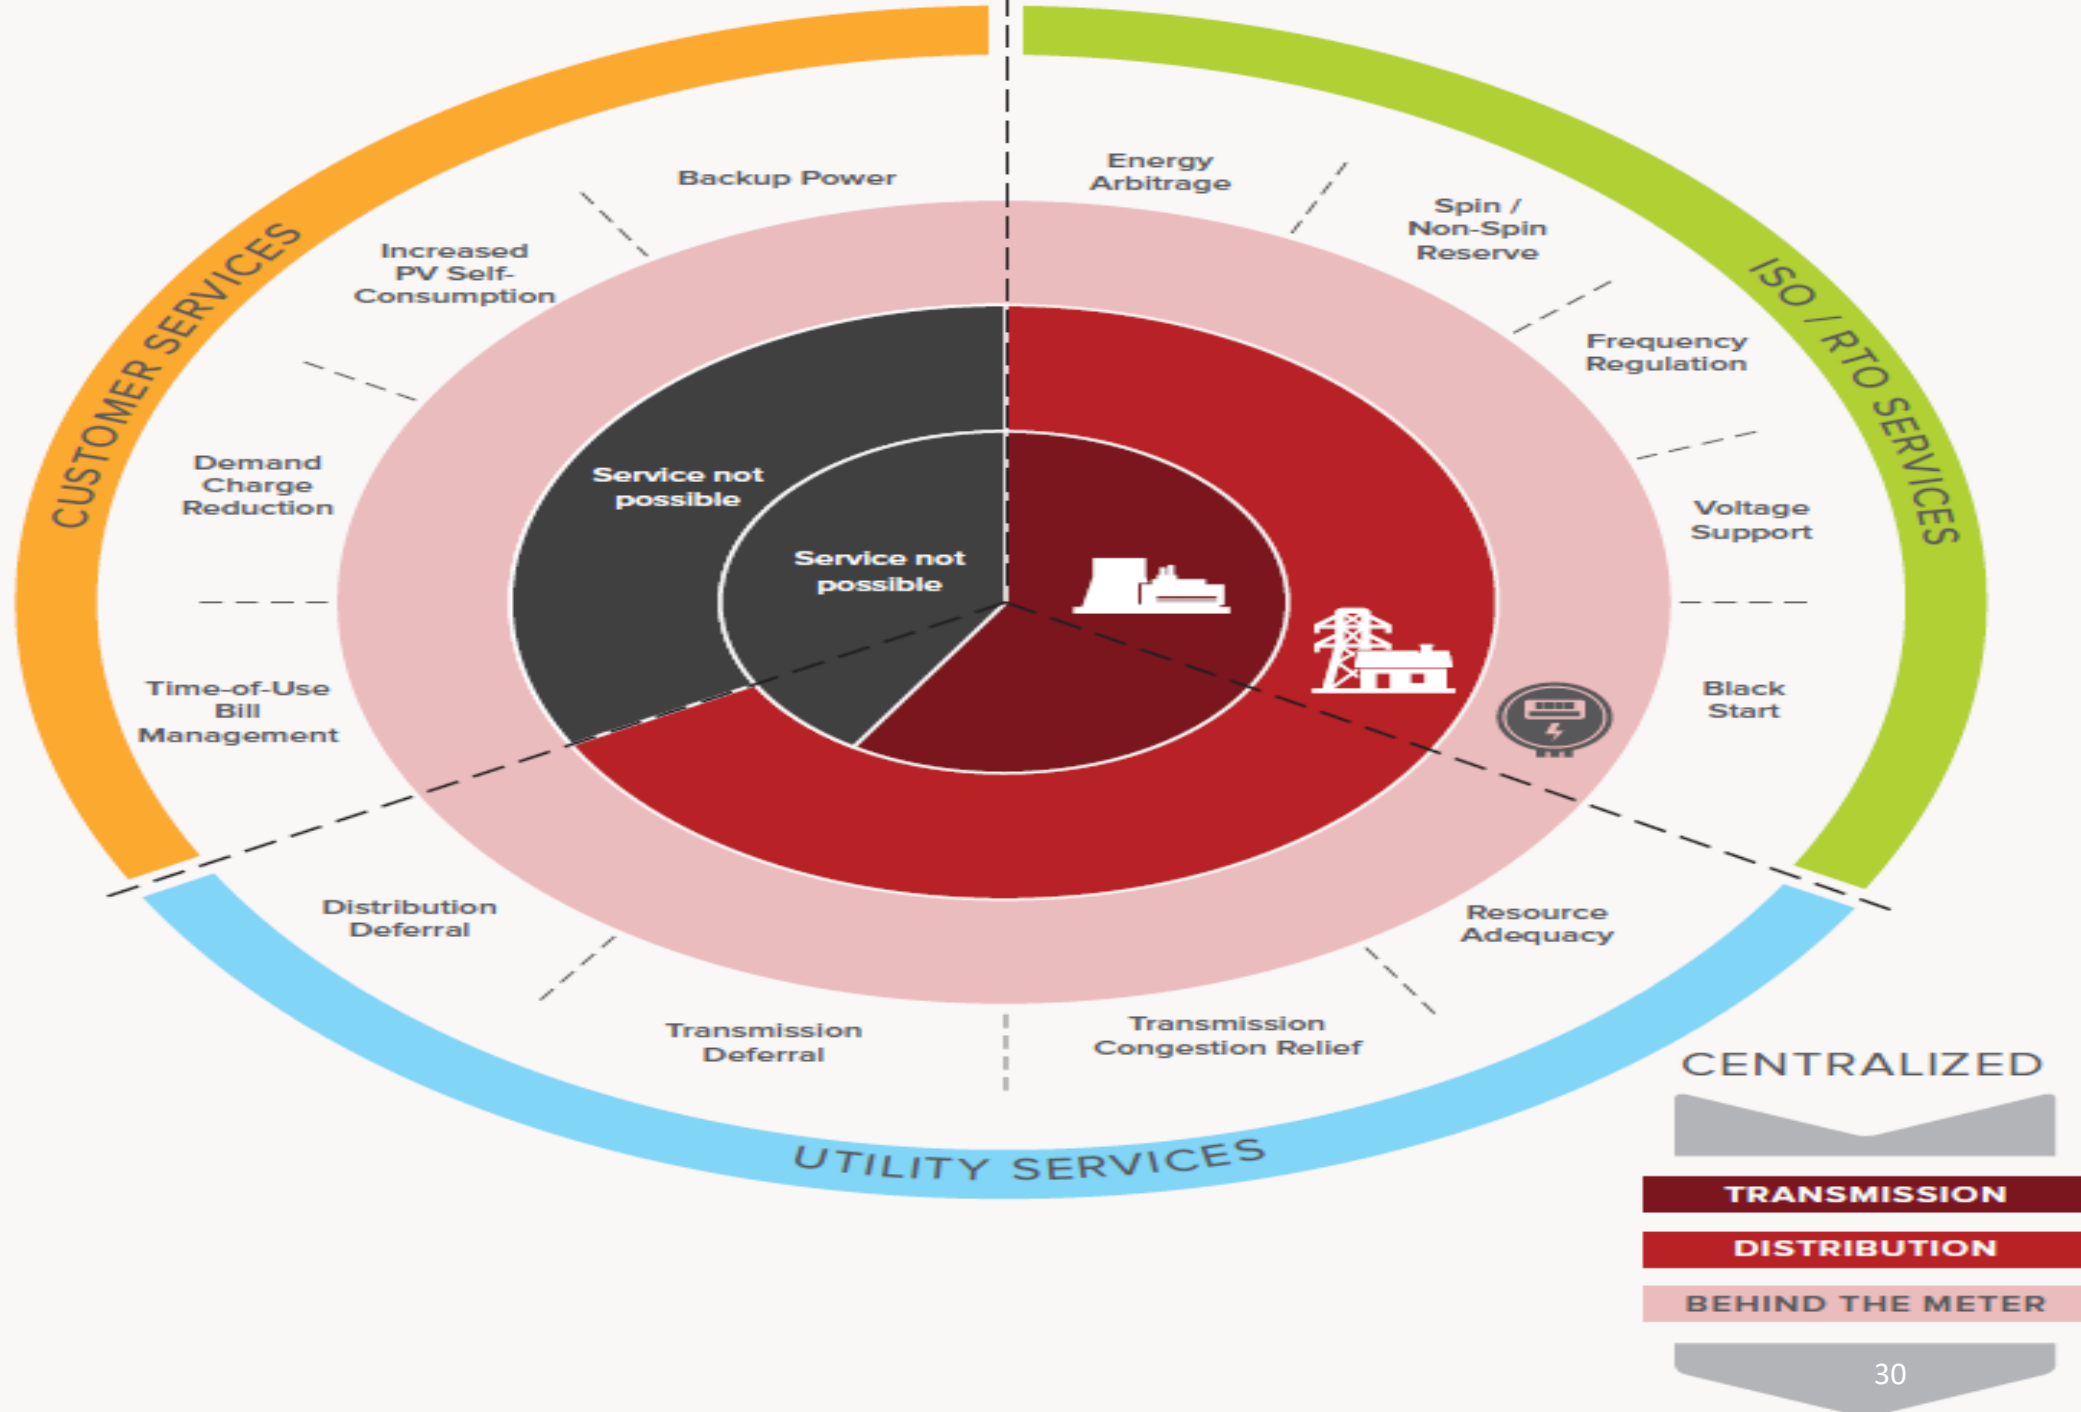 CUSTOMER SERVICES
ISO / RTO SERVICES
UTILITY SERVICES
Backup Power
Increased
PV Self-
Consumption
Demand
Charge
Reduction
Time-of-Use
Bill
Management
Energy
Arbitrage
Spin /
Non-Spin
Reserve
Frequency
Regulation
Voltage
Support
Black
Start
Resource
Adequacy
Transmission
Congestion Relief
Transmission
Deferral
Distribution
Deferral
Service not
possible
Service not
possible
CENTRALIZED
TRANSMISSION
DISTRIBUTION
BEHIND THE METER
30